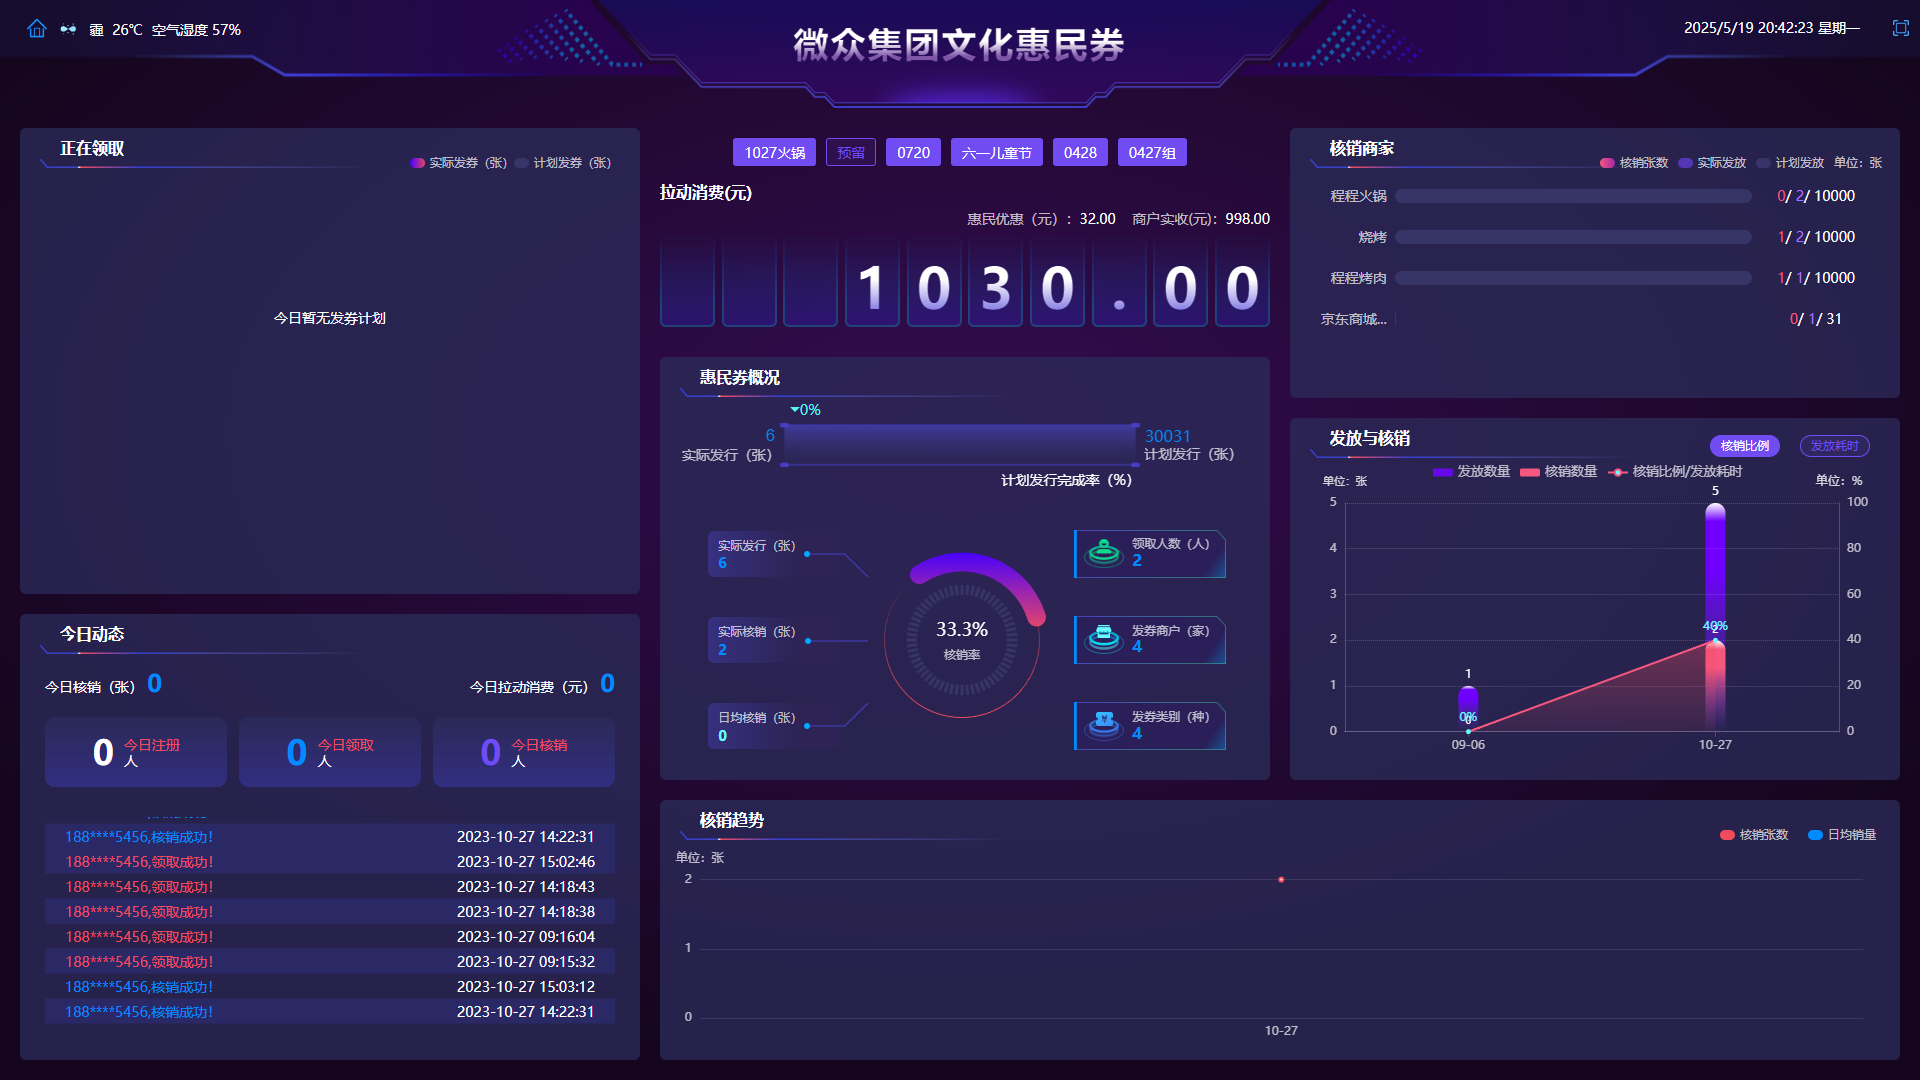 霾 26℃ 空气湿度 57%
微众集团文化惠民券
2025/5/19 20:42:23 星期一
正在领取
实际发券（张） 计划发券（张）
今日暂无发券计划
今日动态
今日核销（张） 0
今日拉动消费（元） 0
0 今日注册 人
0 今日领取 人
0 今日核销 人
188****5456,核销成功! 2023-10-27 14:22:31
188****5456,领取成功! 2023-10-27 15:02:46
188****5456,领取成功! 2023-10-27 14:18:43
188****5456,领取成功! 2023-10-27 14:18:38
188****5456,领取成功! 2023-10-27 09:16:04
188****5456,领取成功! 2023-10-27 09:15:32
188****5456,核销成功! 2023-10-27 15:03:12
188****5456,核销成功! 2023-10-27 14:22:31
1027火锅 预留 0720 六一儿童节 0428 0427组
拉动消费(元)
惠民优惠（元）：32.00 商户实收(元)：998.00
1030.00
惠民券概况
0%
6
实际发行（张）
30031
计划发行（张）
计划发行完成率（%）
实际发行（张）
6
实际核销（张）
2
日均核销（张）
0
33.3%
核销率
领取人数（人）
2
发券商户（家）
4
发券类别（种）
4
核销商家
核销张数 实际发放 计划发放 单位：张
程程火锅 0/ 2/ 10000
烧烤 1/ 2/ 10000
程程烤肉 1/ 1/ 10000
京东商城... 0/ 1/ 31
发放与核销
核销比例 发放耗时
发放数量 核销数量 核销比例/发放耗时
单位：张
单位：%
5 5 100
4 80
3 60
40%
2 2 40
1 1 20
0%
0 0 0
09-06 10-27
核销趋势
核销张数 日均销量
单位：张
2
1
0
10-27